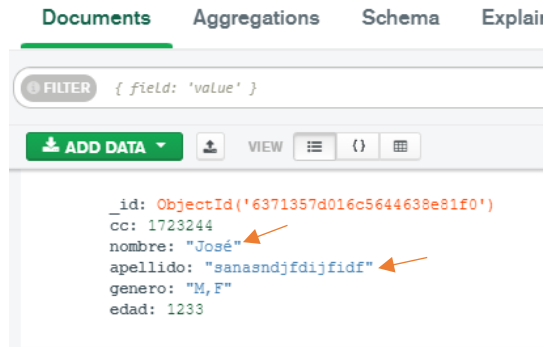 Documents Aggregations Schema Explai
FILTER { field: 'value' }
ADD DATA VIEW {}
_id: ObjectId('6371357d016c5644638e81f0')
cc: 1723244
nombre: "José"
apellido: "sanasndjfdijfidf"
genero: "M,F"
edad: 1233